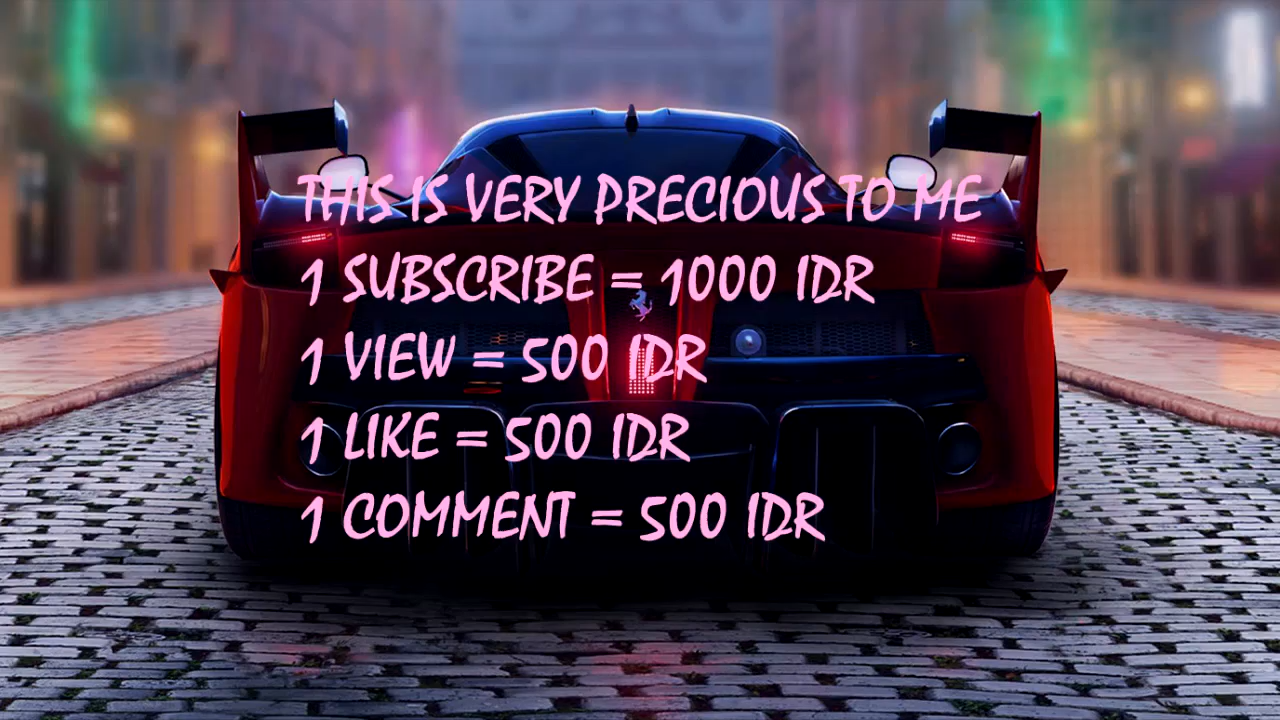 THIS IS VERY PRECIOUS TO ME
1 SUBSCRIBE = 1000 IDR
1 VIEW = 500 IDR
1 LIKE = 500 IDR
1 COMMENT = 500 IDR